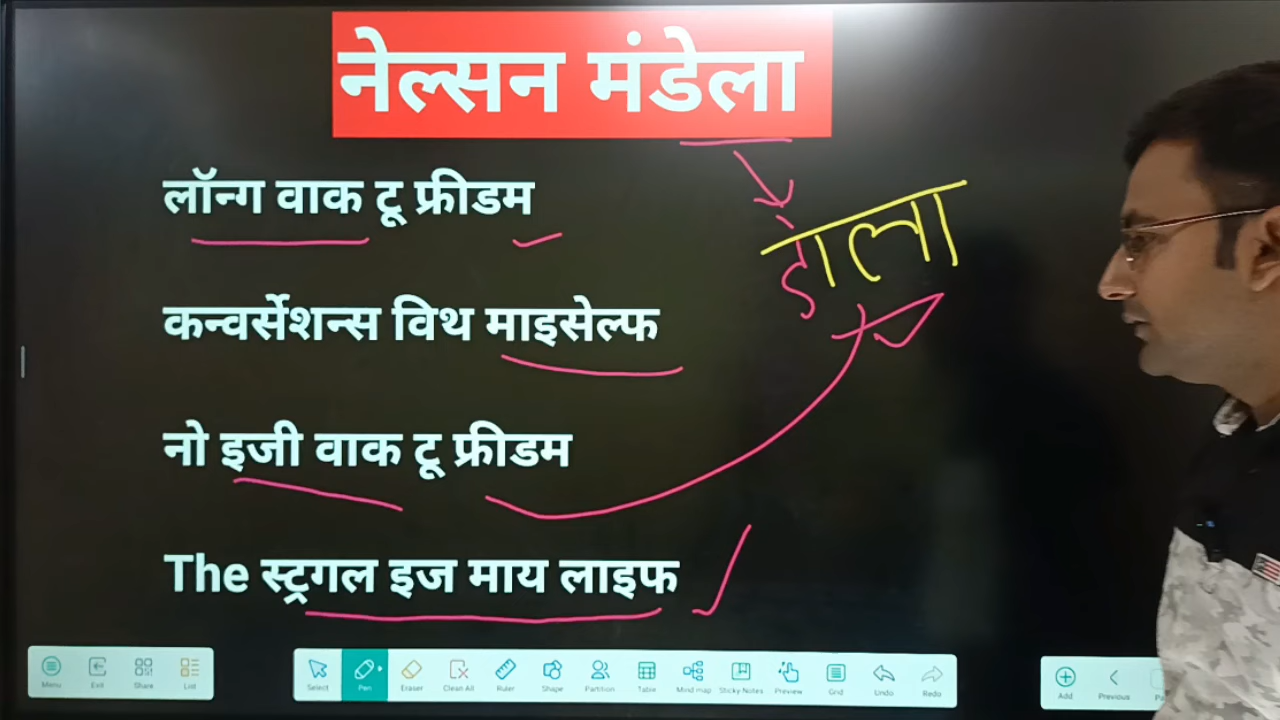 नेल्सन मंडेला
लॉन्ग वाक टू फ्रीडम
डाला
कन्वर्सेशन्स विथ माइसेल्फ
नो इजी वाक टू फ्रीडम
The स्ट्रगल इज माय लाइफ
Menu Exit Share List Select Pen Eraser Clean All Ruler Shape Partition Table Mind map Sticky Notes Preview Grid Undo Redo Add Previous